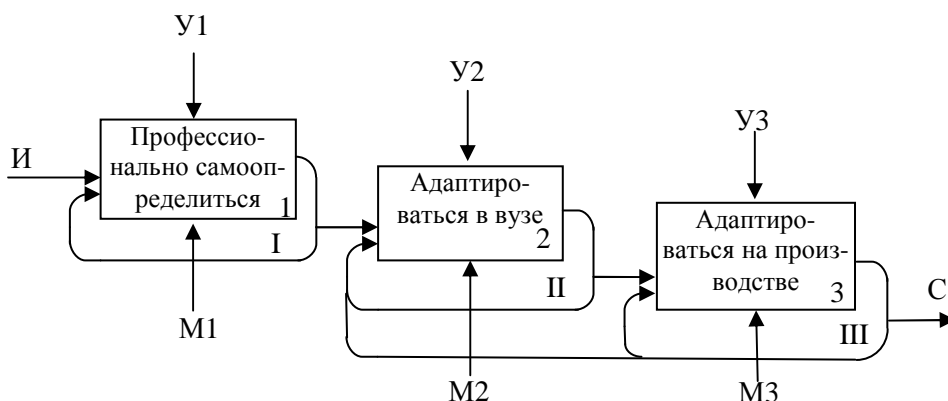 У1
У2
У3
И
Профессио-
нально самооп-
ределиться
1
Адаптиро-
ваться в вузе
2
Адаптиро-
ваться на произ-
водстве
3
I
II
III
С
М1
М2
М3